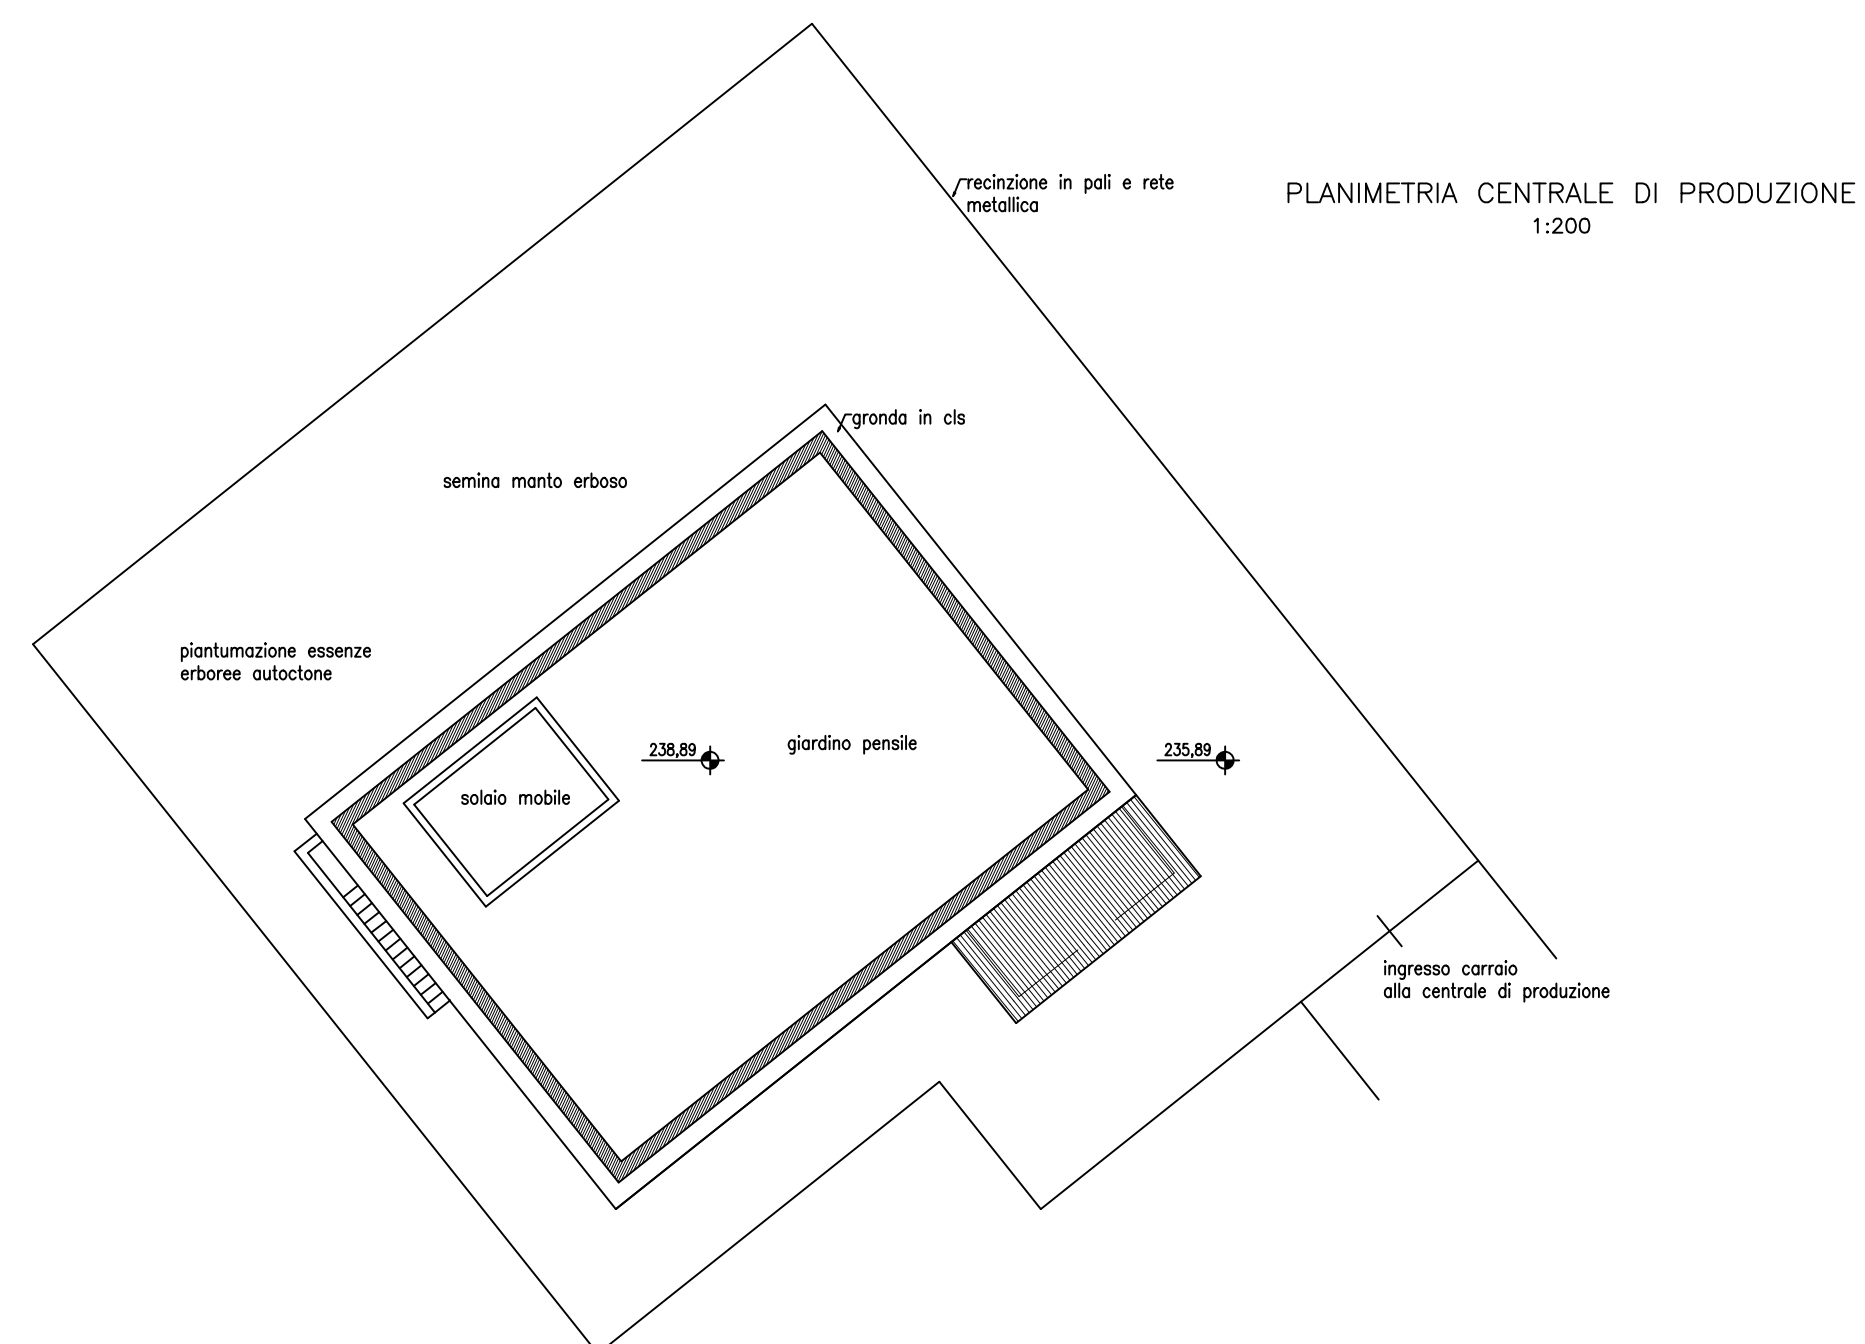 recinzione in pali e rete
metallica
PLANIMETRIA CENTRALE DI PRODUZIONE
1:200
gronda in cls
semina manto erboso
piantumazione essenze
erboree autoctone
238,89
giardino pensile
235,89
solaio mobile
ingresso carraio
alla centrale di produzione